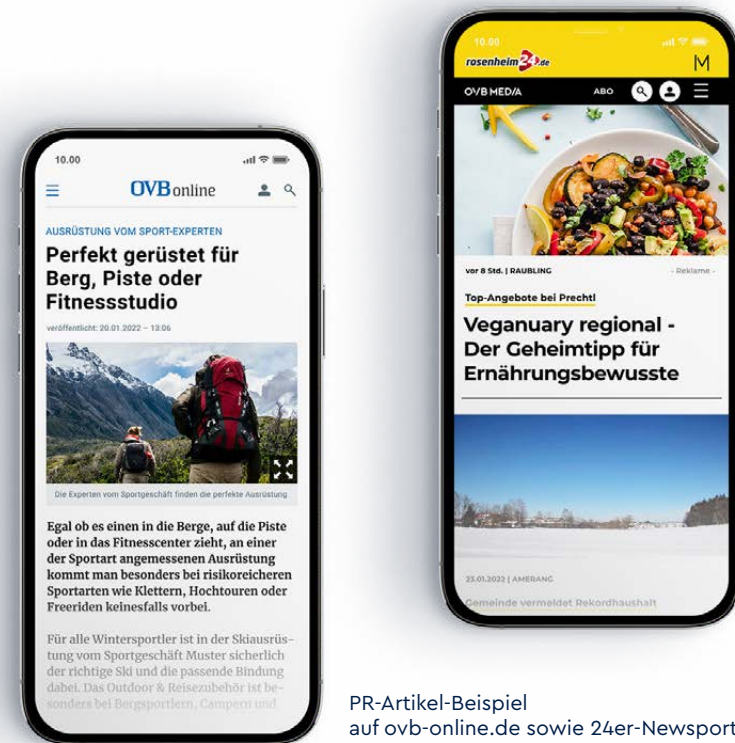 10.00
OVB online
AUSRÜSTUNG VOM SPORT-EXPERTEN
Perfekt gerüstet für
Berg, Piste oder
Fitnessstudio
veröffentlicht: 20.01.2022 – 13:06
Die Experten vom Sportgeschäft finden die perfekte Ausrüstung
Egal ob es einen in die Berge, auf die Piste
oder in das Fitnesscenter zieht, an einer
der Sportart angemessenen Ausrüstung
kommt man besonders bei risikoreicheren
Sportarten wie Klettern, Hochtouren oder
Freeriden keinesfalls vorbei.
Für alle Wintersportler ist in der Skiausrüs-
tung vom Sportgeschäft Muster sicherlich
der richtige Ski und die passende Bindung
dabei. Das Outdoor & Reisezubehör ist be-
sonders bei Bergsportlern, Campern und
10.00
rosenheim24.de
M
OVB MEDIA
ABO
vor 8 Std. | RAUBLING
- Reklame -
Top-Angebote bei Prechtl
Veganuary regional -
Der Geheimtipp für
Ernährungsbewusste
23.01.2022 | AMERANG
Gemeinde vermeldet Rekordhaushalt
PR-Artikel-Beispiel
auf ovb-online.de sowie 24er-Newsport